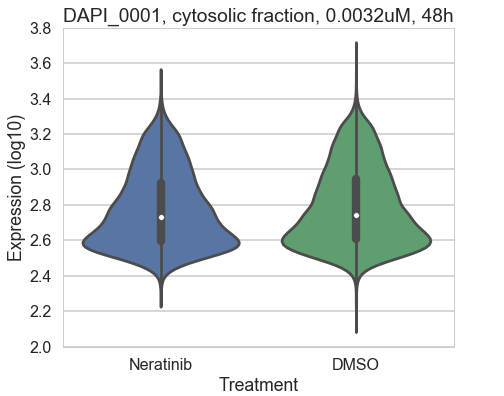 DAPI_0001, cytosolic fraction, 0.0032uM, 48h
3.8
3.6
3.4
3.2
3.0
2.8
2.6
2.4
2.2
2.0
Expression (log10)
Neratinib DMSO
Treatment